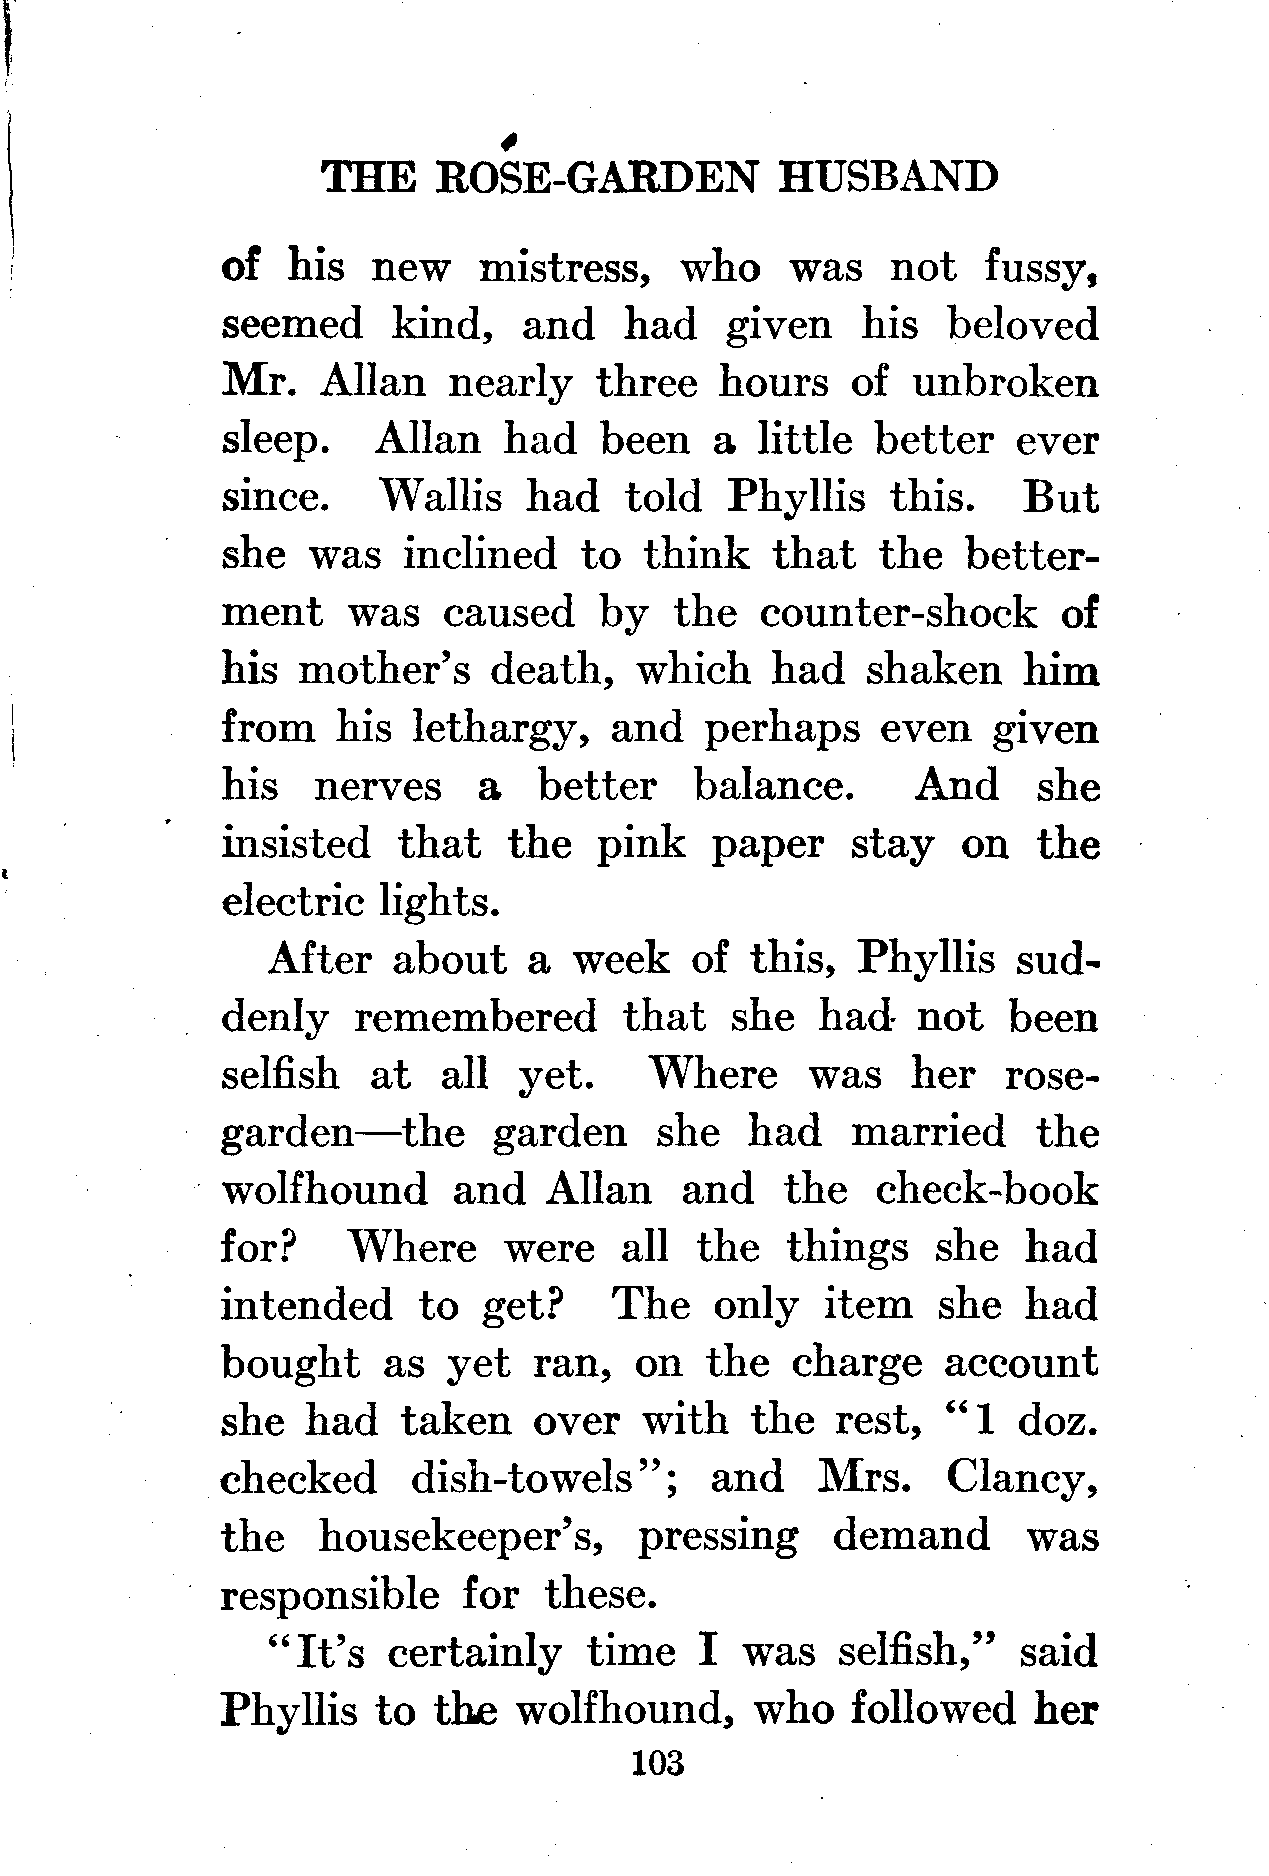 THE ROSE-GARDEN HUSBAND
of his new mistress, who was not fussy,
seemed kind, and had given his beloved
Mr. Allan nearly three hours of unbroken
sleep. Allan had been a little better ever
since. Wallis had told Phyllis this. But
she was inclined to think that the better-
ment was caused by the counter-shock of
his mother's death, which had shaken him
from his lethargy, and perhaps even given
his nerves a better balance. And she
insisted that the pink paper stay on the
electric lights.
After about a week of this, Phyllis sud-
denly remembered that she had not been
selfish at all yet. Where was her rose-
garden—the garden she had married the
wolfhound and Allan and the check-book
for? Where were all the things she had
intended to get? The only item she had
bought as yet ran, on the charge account
she had taken over with the rest, "1 doz.
checked dish-towels"; and Mrs. Clancy,
the housekeeper's, pressing demand was
responsible for these.
"It's certainly time I was selfish," said
Phyllis to the wolfhound, who followed her
103